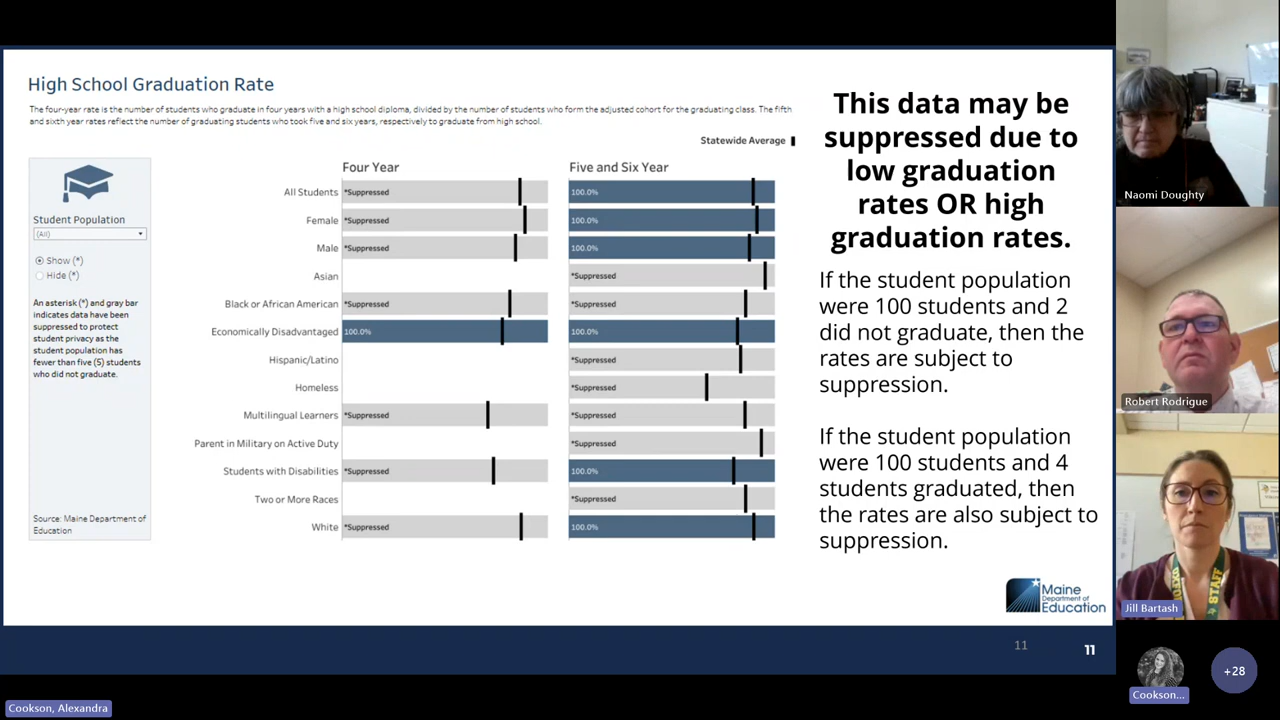 High School Graduation Rate
The four-year rate is the number of students who graduate in four years with a high school diploma, divided by the number of students who form the adjusted cohort for the graduating class. The fifth
and sixth year rates reflect the number of graduating students who took five and six years, respectively to graduate from high school.
Statewide Average
Student Population
(All)
Show (*)
Hide (*)
An asterisk (*) and gray bar
indicates data have been
suppressed to protect
student privacy as the
student population has
fewer than five (5) students
who did not graduate.
Source: Maine Department of
Education
Four Year
Five and Six Year
All Students *Suppressed 100.0%
Female *Suppressed 100.0%
Male *Suppressed 100.0%
Asian *Suppressed
Black or African American *Suppressed *Suppressed
Economically Disadvantaged 100.0% 100.0%
Hispanic/Latino *Suppressed
Homeless *Suppressed
Multilingual Learners *Suppressed *Suppressed
Parent in Military on Active Duty *Suppressed
Students with Disabilities *Suppressed 100.0%
Two or More Races *Suppressed
White *Suppressed 100.0%
This data may be
suppressed due to
low graduation
rates OR high
graduation rates.
If the student population
were 100 students and 2
did not graduate, then the
rates are subject to
suppression.
If the student population
were 100 students and 4
students graduated, then
the rates are also subject to
suppression.
Maine
Department of
Education
11
11
Cookson, Alexandra
Naomi Doughty
Robert Rodrigue
STAFF
Jill Bartash
Cookson...
+28